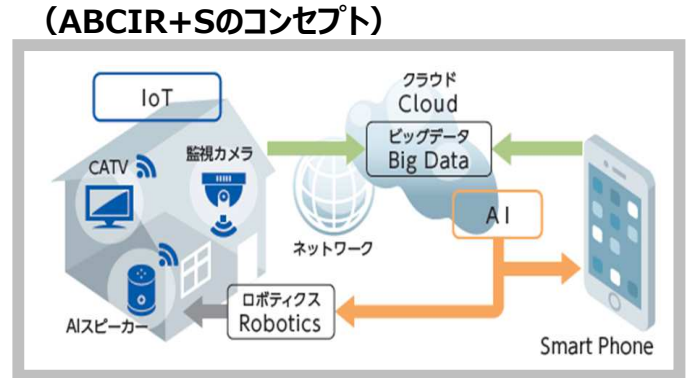 （ABCIR+Sのコンセプト）
IoT
クラウド
Cloud
ビッグデータ
Big Data
CATV
監視カメラ
AI
ネットワーク
AIスピーカー
ロボティクス
Robotics
Smart Phone